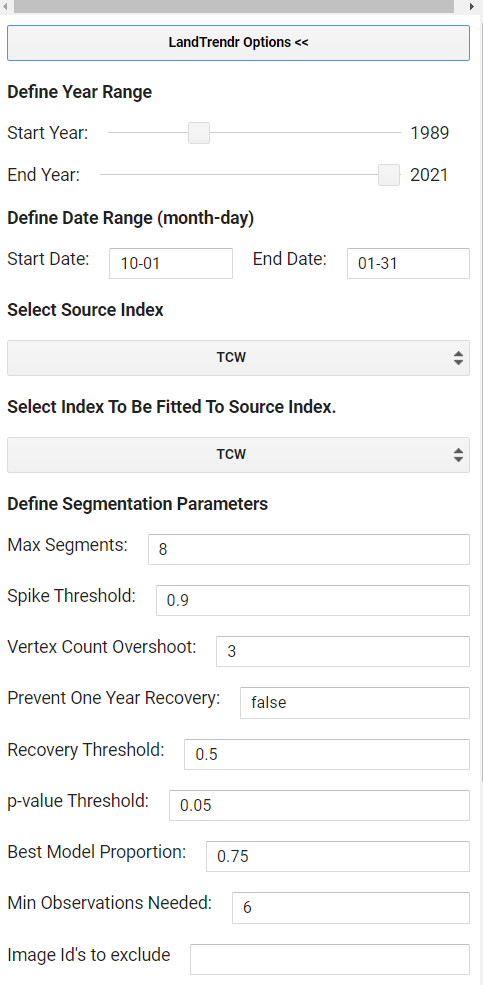 LandTrendr Options <<
Define Year Range
Start Year: 1989
End Year: 2021
Define Date Range (month-day)
Start Date: 10-01 End Date: 01-31
Select Source Index
TCW
Select Index To Be Fitted To Source Index.
TCW
Define Segmentation Parameters
Max Segments: 8
Spike Threshold: 0.9
Vertex Count Overshoot: 3
Prevent One Year Recovery: false
Recovery Threshold: 0.5
p-value Threshold: 0.05
Best Model Proportion: 0.75
Min Observations Needed: 6
Image Id's to exclude